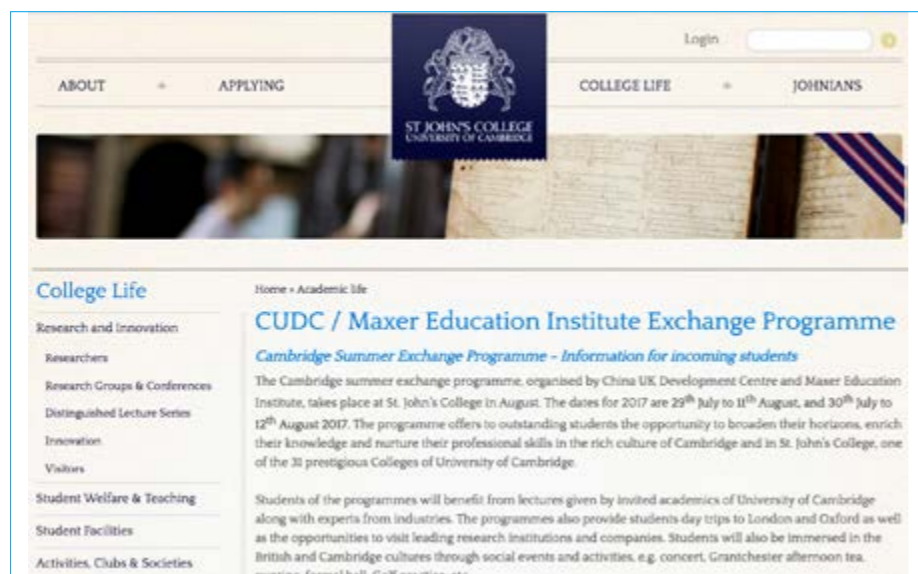 Login
ABOUT APPLYING COLLEGE LIFE JOHNIANS
ST JOHN'S COLLEGE
UNIVERSITY OF CAMBRIDGE
College Life
Research and Innovation
Researchers
Research Groups & Conferences
Distinguished Lecture Series
Innovation
Visitors
Student Welfare & Teaching
Student Facilities
Activities, Clubs & Societies
Home » Academic life
CUDC / Maxer Education Institute Exchange Programme
Cambridge Summer Exchange Programme – Information for incoming students
The Cambridge summer exchange programme, organised by China UK Development Centre and Maxer Education
Institute, takes place at St. John's College in August. The dates for 2017 are 29th July to 11th August, and 30th July to
12th August 2017. The programme offers to outstanding students the opportunity to broaden their horizons, enrich
their knowledge and nurture their professional skills in the rich culture of Cambridge and in St. John's College, one
of the 31 prestigious Colleges of University of Cambridge.
Students of the programmes will benefit from lectures given by invited academics of University of Cambridge
along with experts from industries. The programmes also provide students day trips to London and Oxford as well
as the opportunities to visit leading research institutions and companies. Students will also be immersed in the
British and Cambridge cultures through social events and activities, e.g. concert, Grantchester afternoon tea,